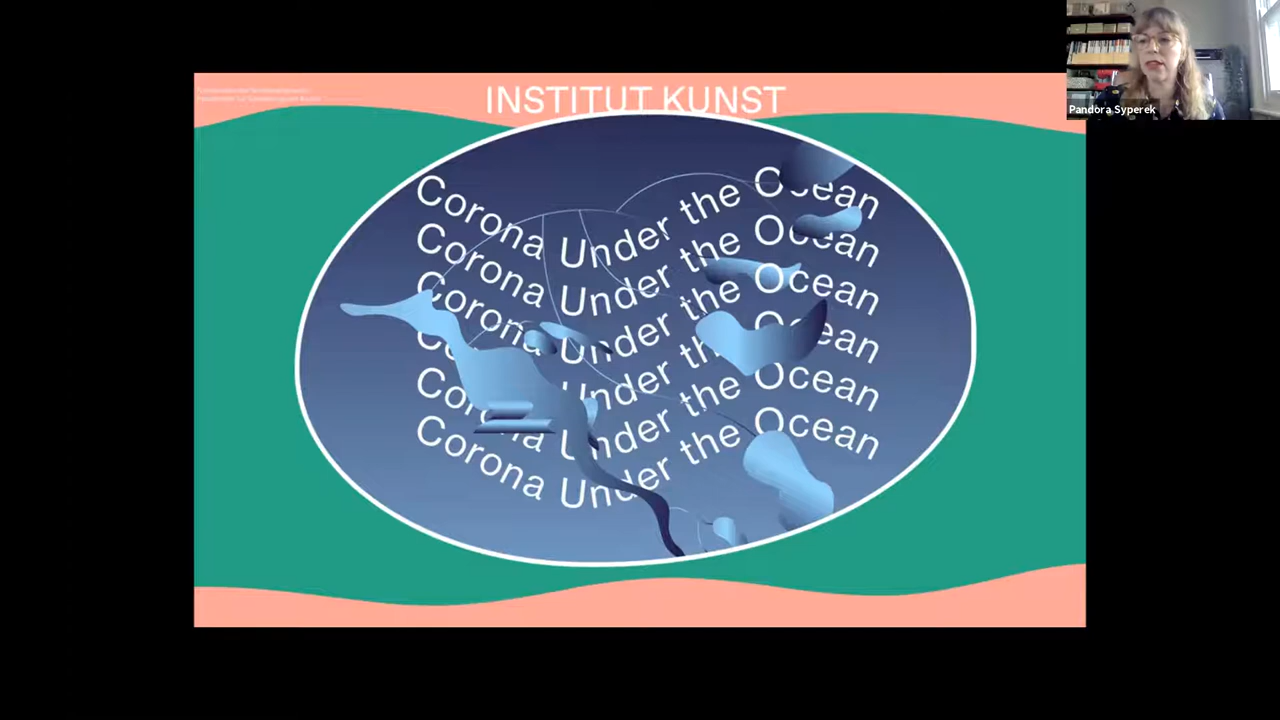 INSTITUT KUNST
Pandora Syperek
Corona Under the Ocean
Corona Under the Ocean
Corona Under the Ocean
Corona Under the Ocean
Corona Under the Ocean
Corona Under the Ocean